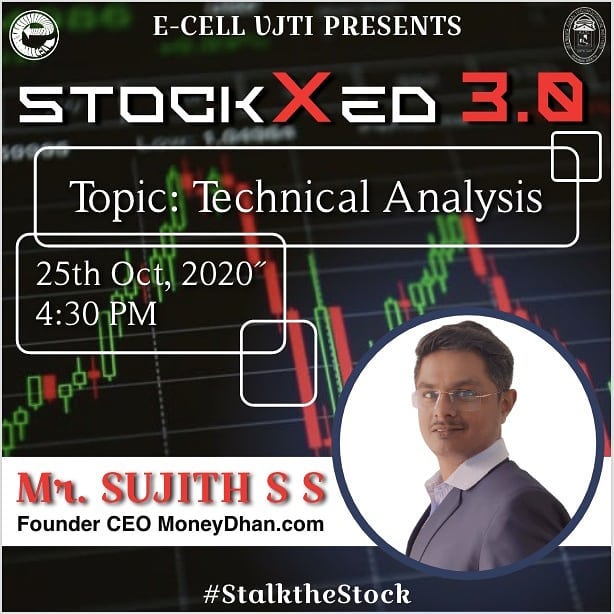 E-CELL VJTI PRESENTS
STOCKXED 3.0
Topic: Technical Analysis
25th Oct, 2020"
4:30 PM
Mr. SUJITH S S
Founder CEO MoneyDhan.com
#StalktheStock